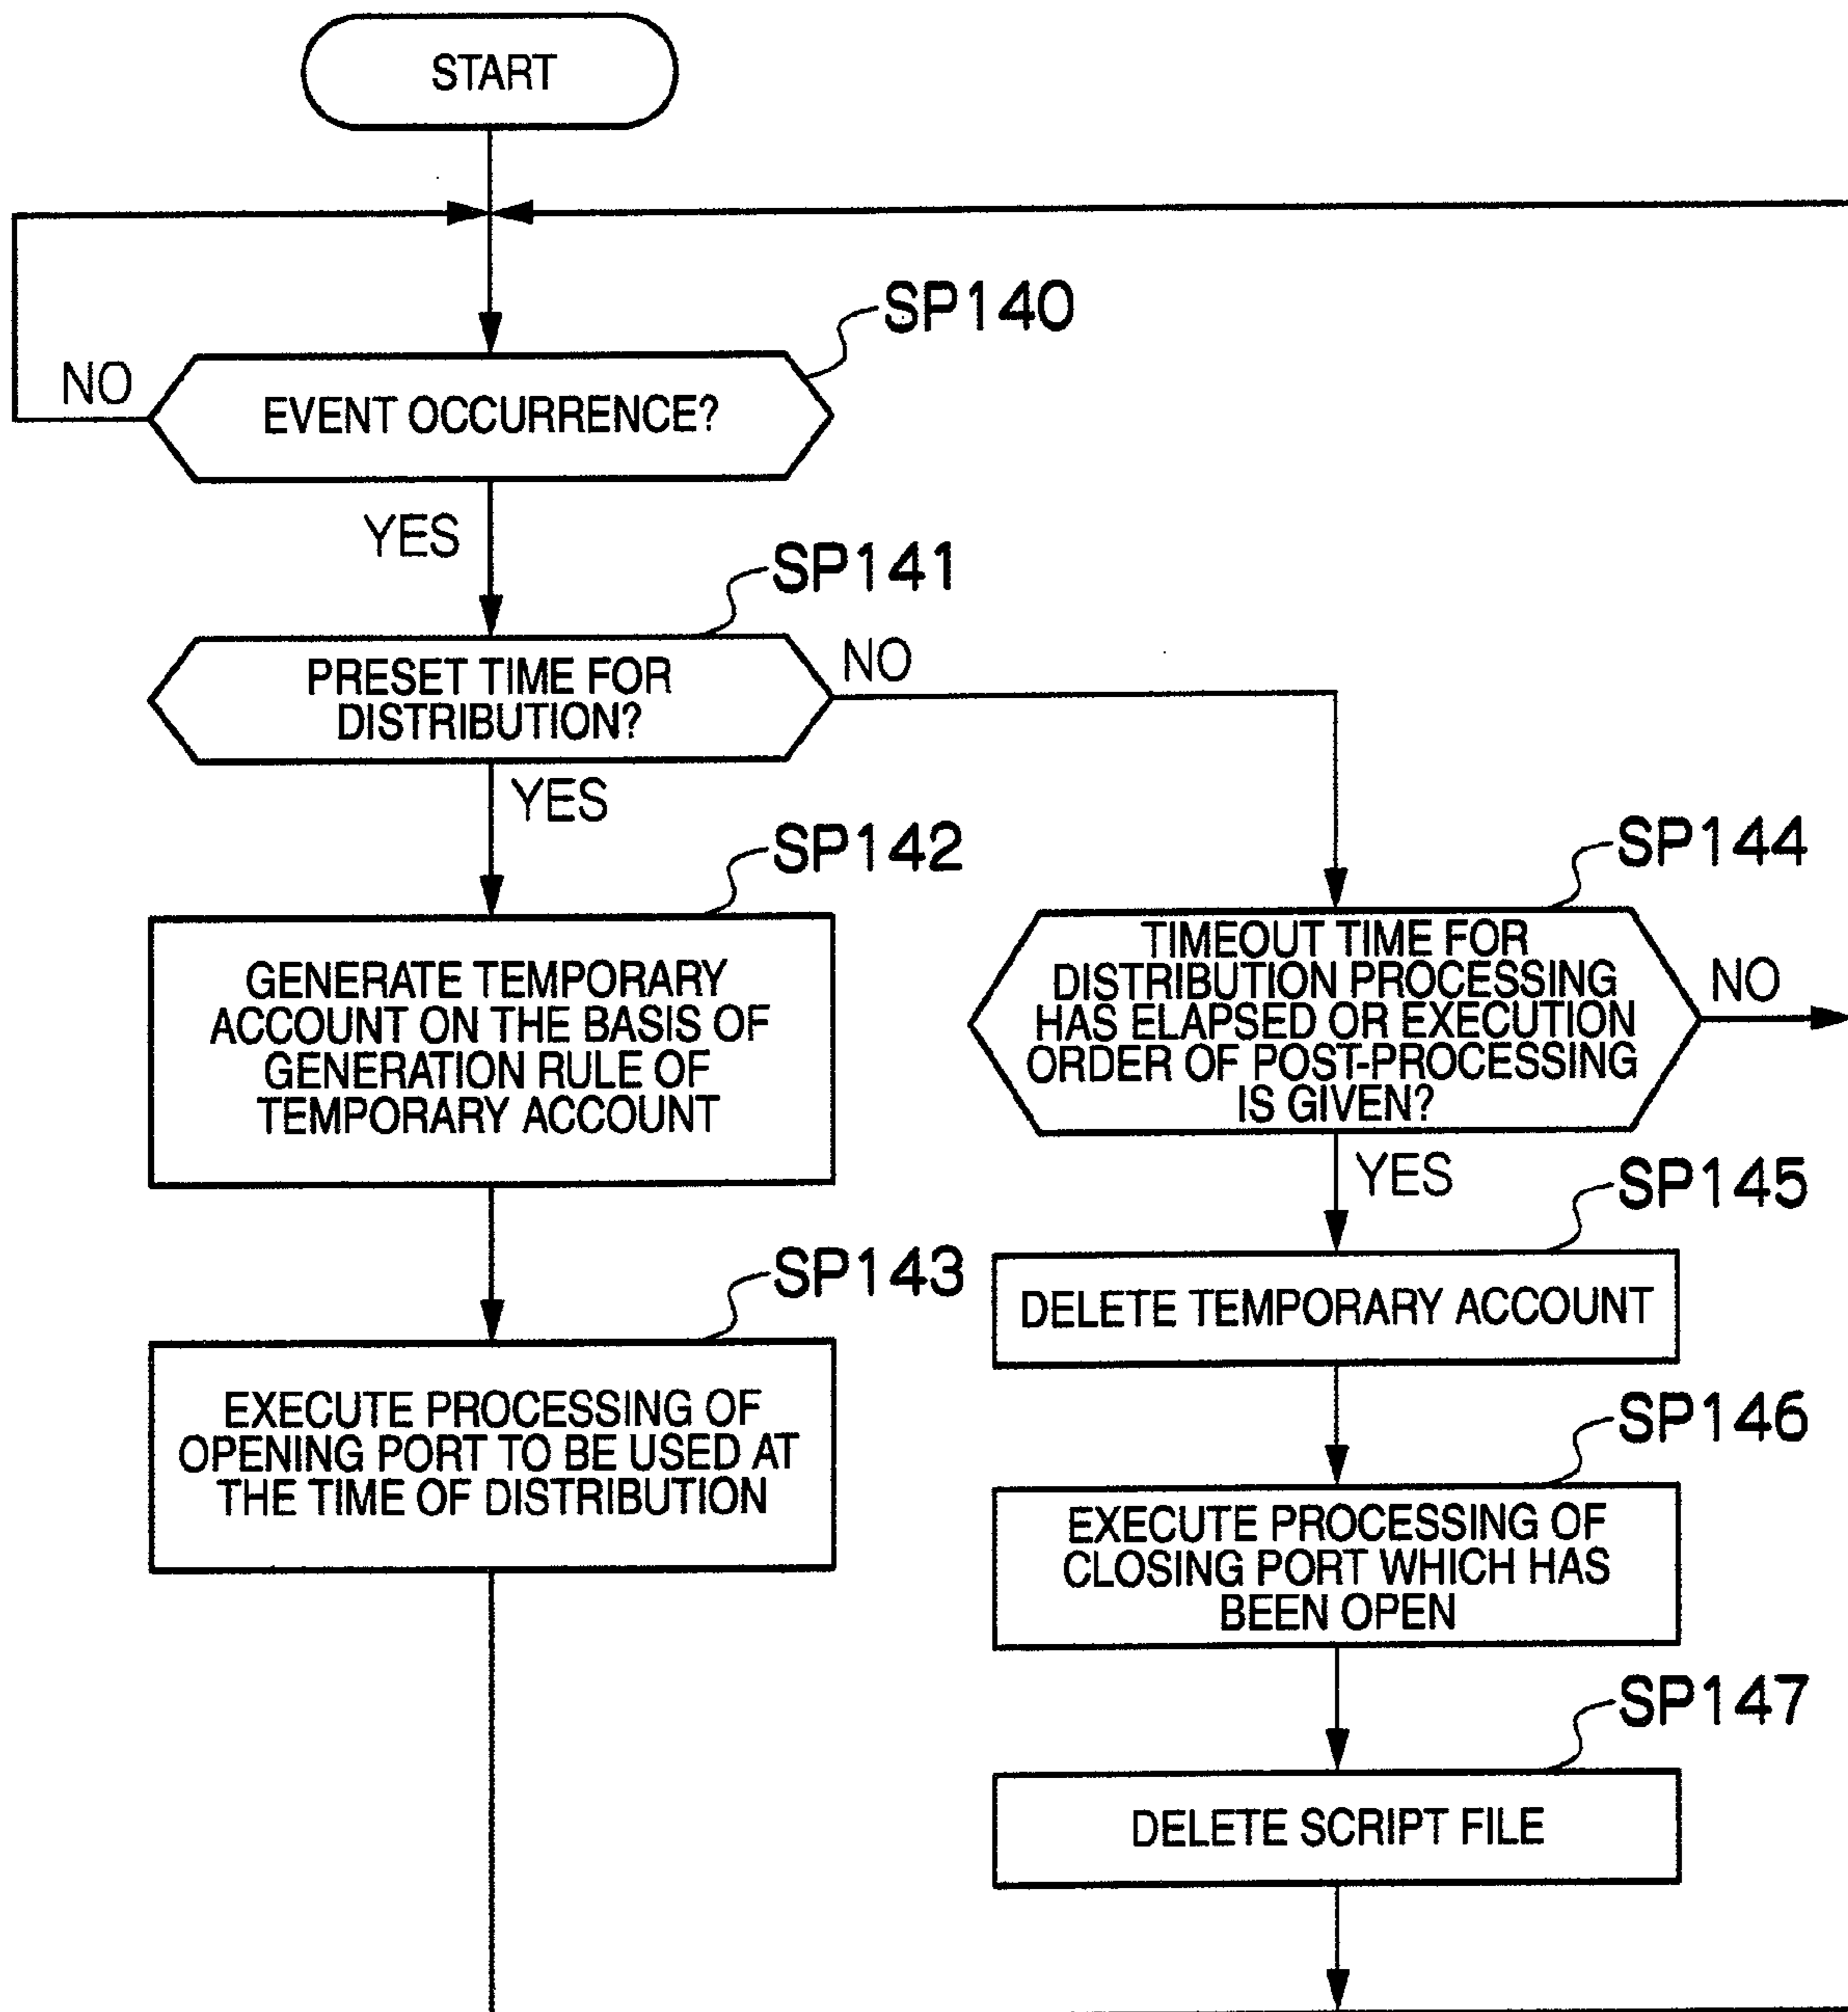 START
SP140
NO
EVENT OCCURRENCE?
YES
SP141
PRESET TIME FOR
DISTRIBUTION?
NO
YES
SP142
GENERATE TEMPORARY
ACCOUNT ON THE BASIS OF
GENERATION RULE OF
TEMPORARY ACCOUNT
SP143
EXECUTE PROCESSING OF
OPENING PORT TO BE USED AT
THE TIME OF DISTRIBUTION
SP144
TIMEOUT TIME FOR
DISTRIBUTION PROCESSING
HAS ELAPSED OR EXECUTION
ORDER OF POST-PROCESSING
IS GIVEN?
NO
YES
SP145
DELETE TEMPORARY ACCOUNT
SP146
EXECUTE PROCESSING OF
CLOSING PORT WHICH HAS
BEEN OPEN
SP147
DELETE SCRIPT FILE